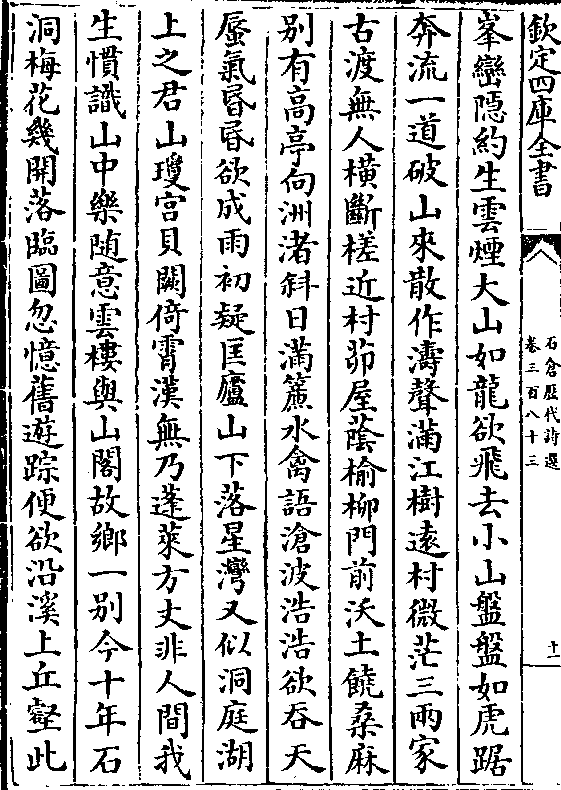 欽定四庫全書
石倉歷代詩選
卷三百八十三
十一
峯巒隠約生雲煙大山如龍欲飛去小山盤盤如虎踞
奔流一道破山來散作濤聲滿江樹逺村微茫三兩家
古渡無人橫斷槎近村茆屋蔭榆柳門前沃土饒桑麻
别有高亭向洲渚斜日滿簾水禽語滄波浩浩欲吞天
蜃氣昬昬欲成雨初疑匡廬山下落星灣又似洞庭湖
上之君山瓊宫貝闕倚霄漢無乃蓬萊方丈非人間我
生慣識山中樂随意雲樓與山閣故鄉一别今十年石
洞梅花幾開落臨圖忽憶舊遊踪便欲沿溪上丘壑此